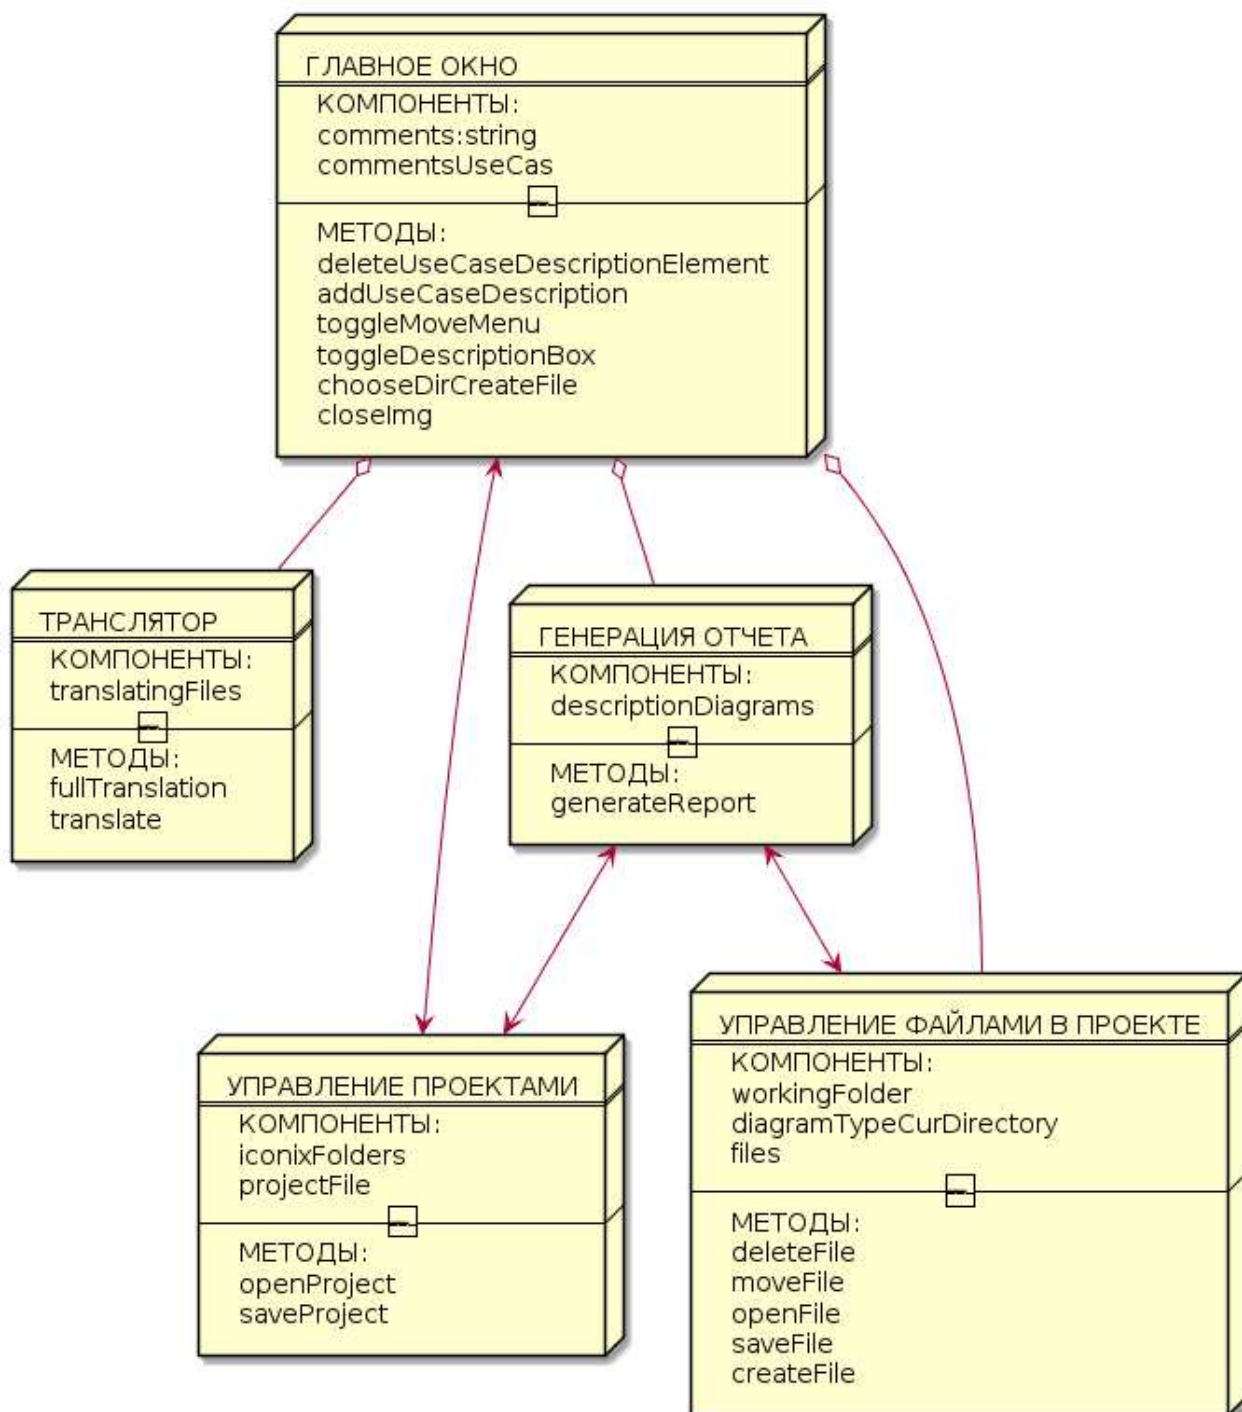 ГЛАВНОЕ ОКНО
КОМПОНЕНТЫ:
comments:string
commentsUseCas
МЕТОДЫ:
deleteUseCaseDescriptionElement
addUseCaseDescription
toggleMoveMenu
toggleDescriptionBox
chooseDirCreateFile
closeImg
ТРАНСЛЯТОР
КОМПОНЕНТЫ:
translatingFiles
МЕТОДЫ:
fullTranslation
translate
ГЕНЕРАЦИЯ ОТЧЕТА
КОМПОНЕНТЫ:
descriptionDiagrams
МЕТОДЫ:
generateReport
УПРАВЛЕНИЕ ПРОЕКТАМИ
КОМПОНЕНТЫ:
iconixFolders
projectFile
МЕТОДЫ:
openProject
saveProject
УПРАВЛЕНИЕ ФАЙЛАМИ В ПРОЕКТЕ
КОМПОНЕНТЫ:
workingFolder
diagramTypeCurDirectory
files
МЕТОДЫ:
deleteFile
moveFile
openFile
saveFile
createFile